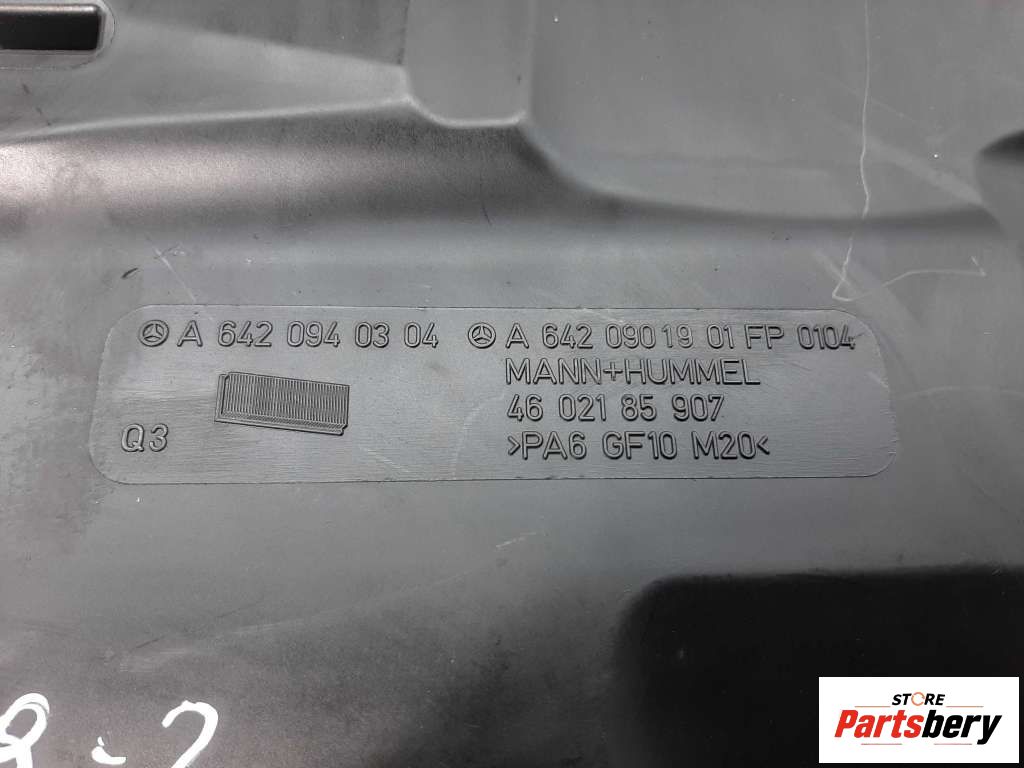 A 642 094 03 04 A 642 090 19 01 FP 0104
MANN+HUMMEL
46 021 85 907
Q3 >PA6 GF10 M20<
STORE
Partsbery